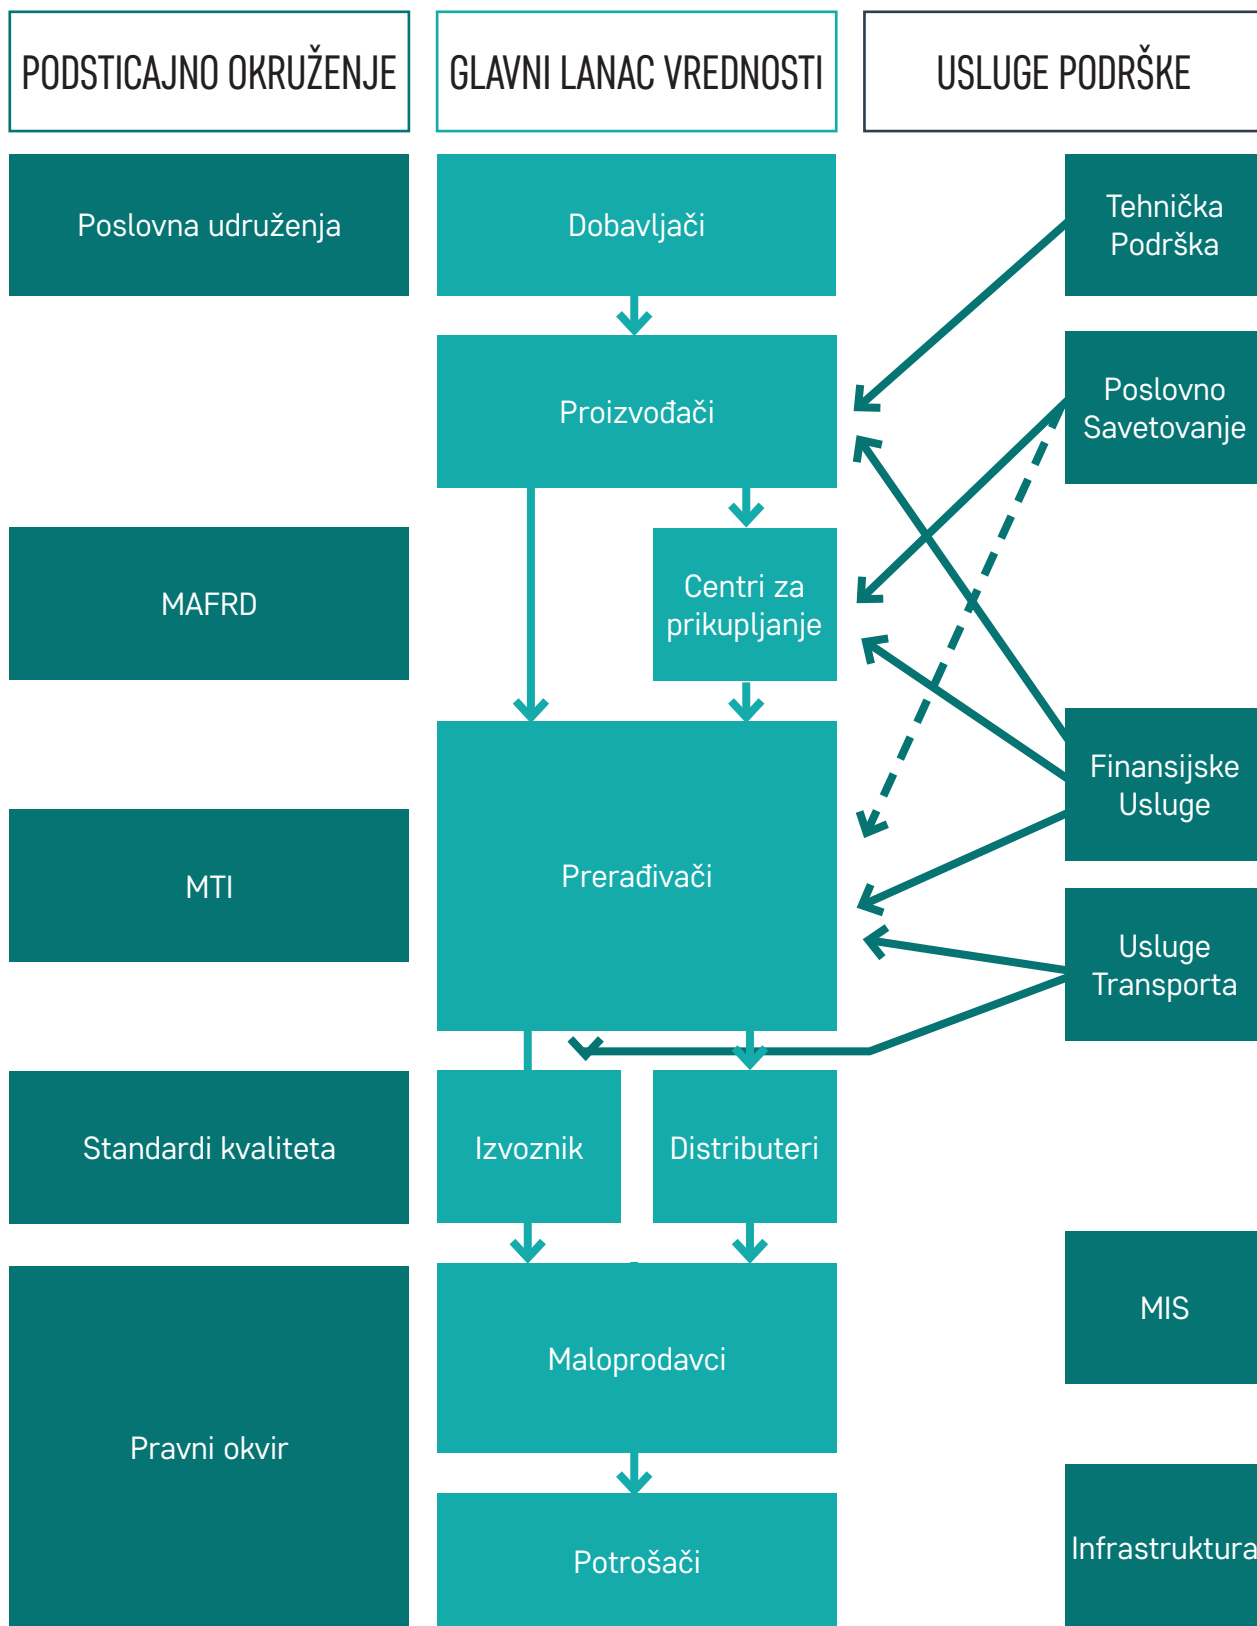 PODSTICAJNO OKRUŽENJE
GLAVNI LANAC VREDNOSTI
USLUGE PODRŠKE
Poslovna udruženja
Dobavljači
Tehnička
Podrška
Proizvođači
Poslovno
Savetovanje
MAFRD
Centri za
prikupljanje
Finansijske
Usluge
MTI
Prerađivači
Usluge
Transporta
Standardi kvaliteta
Izvoznik
Distributeri
MIS
Maloprodavci
Pravni okvir
Potrošači
Infrastruktura